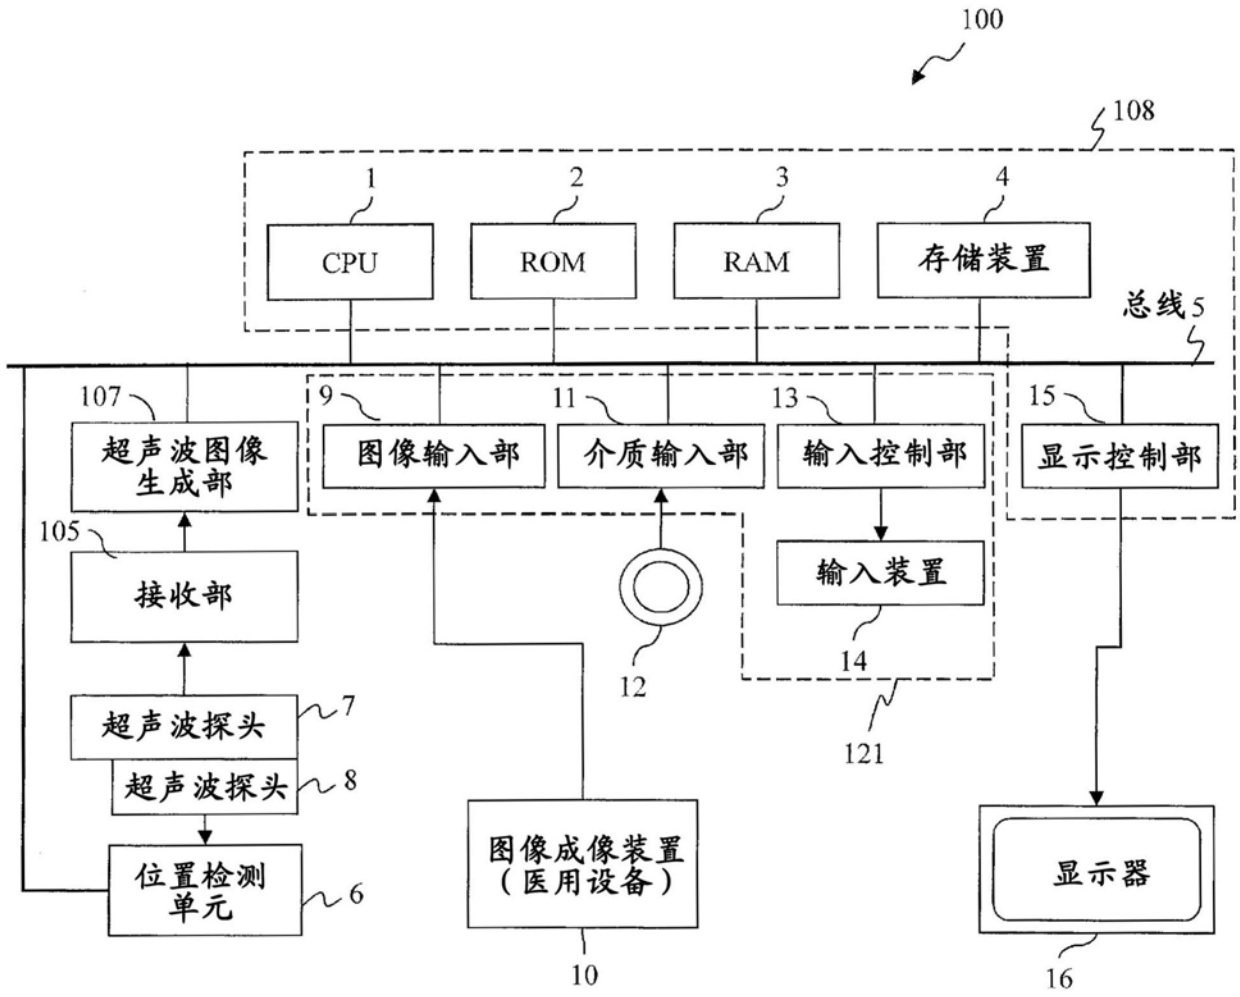 100
108
1
2
3
4
CPU
ROM
RAM
存储装置
总线5
107
9
11
13
15
超声波图像
生成部
图像输入部
介质输入部
输入控制部
显示控制部
105
接收部
输入装置
12
14
7
超声波探头
121
8
超声波探头
图像成像装置
(医用设备)
显示器
位置检测
单元
6
10
16